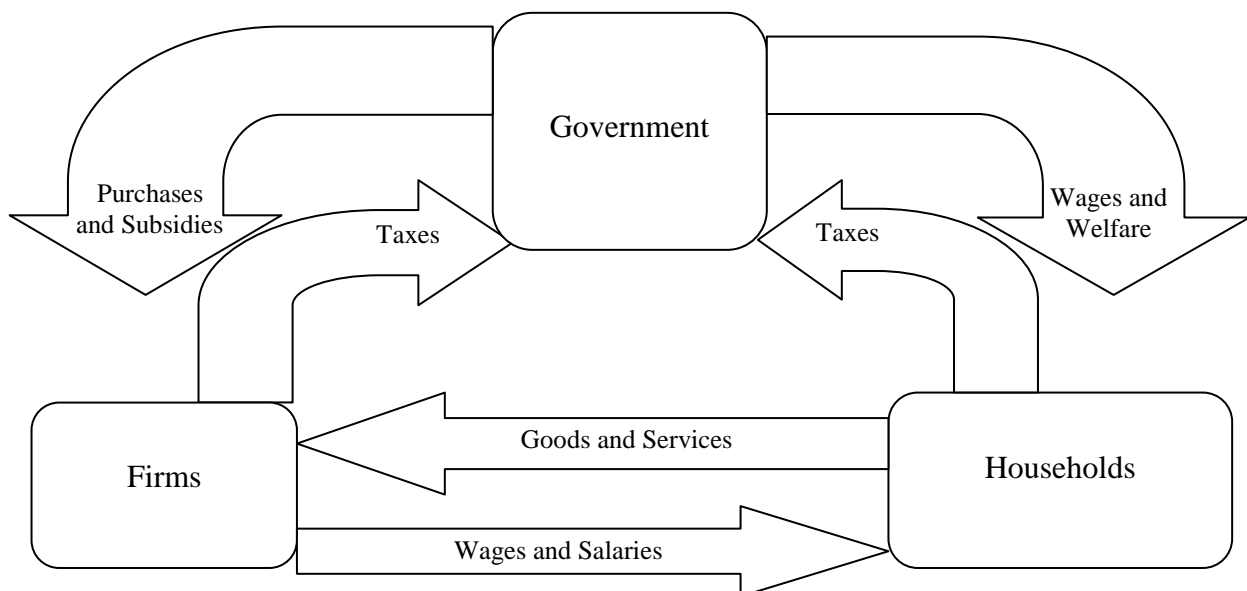 Government
Purchases
and Subsidies
Taxes
Taxes
Wages and
Welfare
Goods and Services
Firms
Households
Wages and Salaries